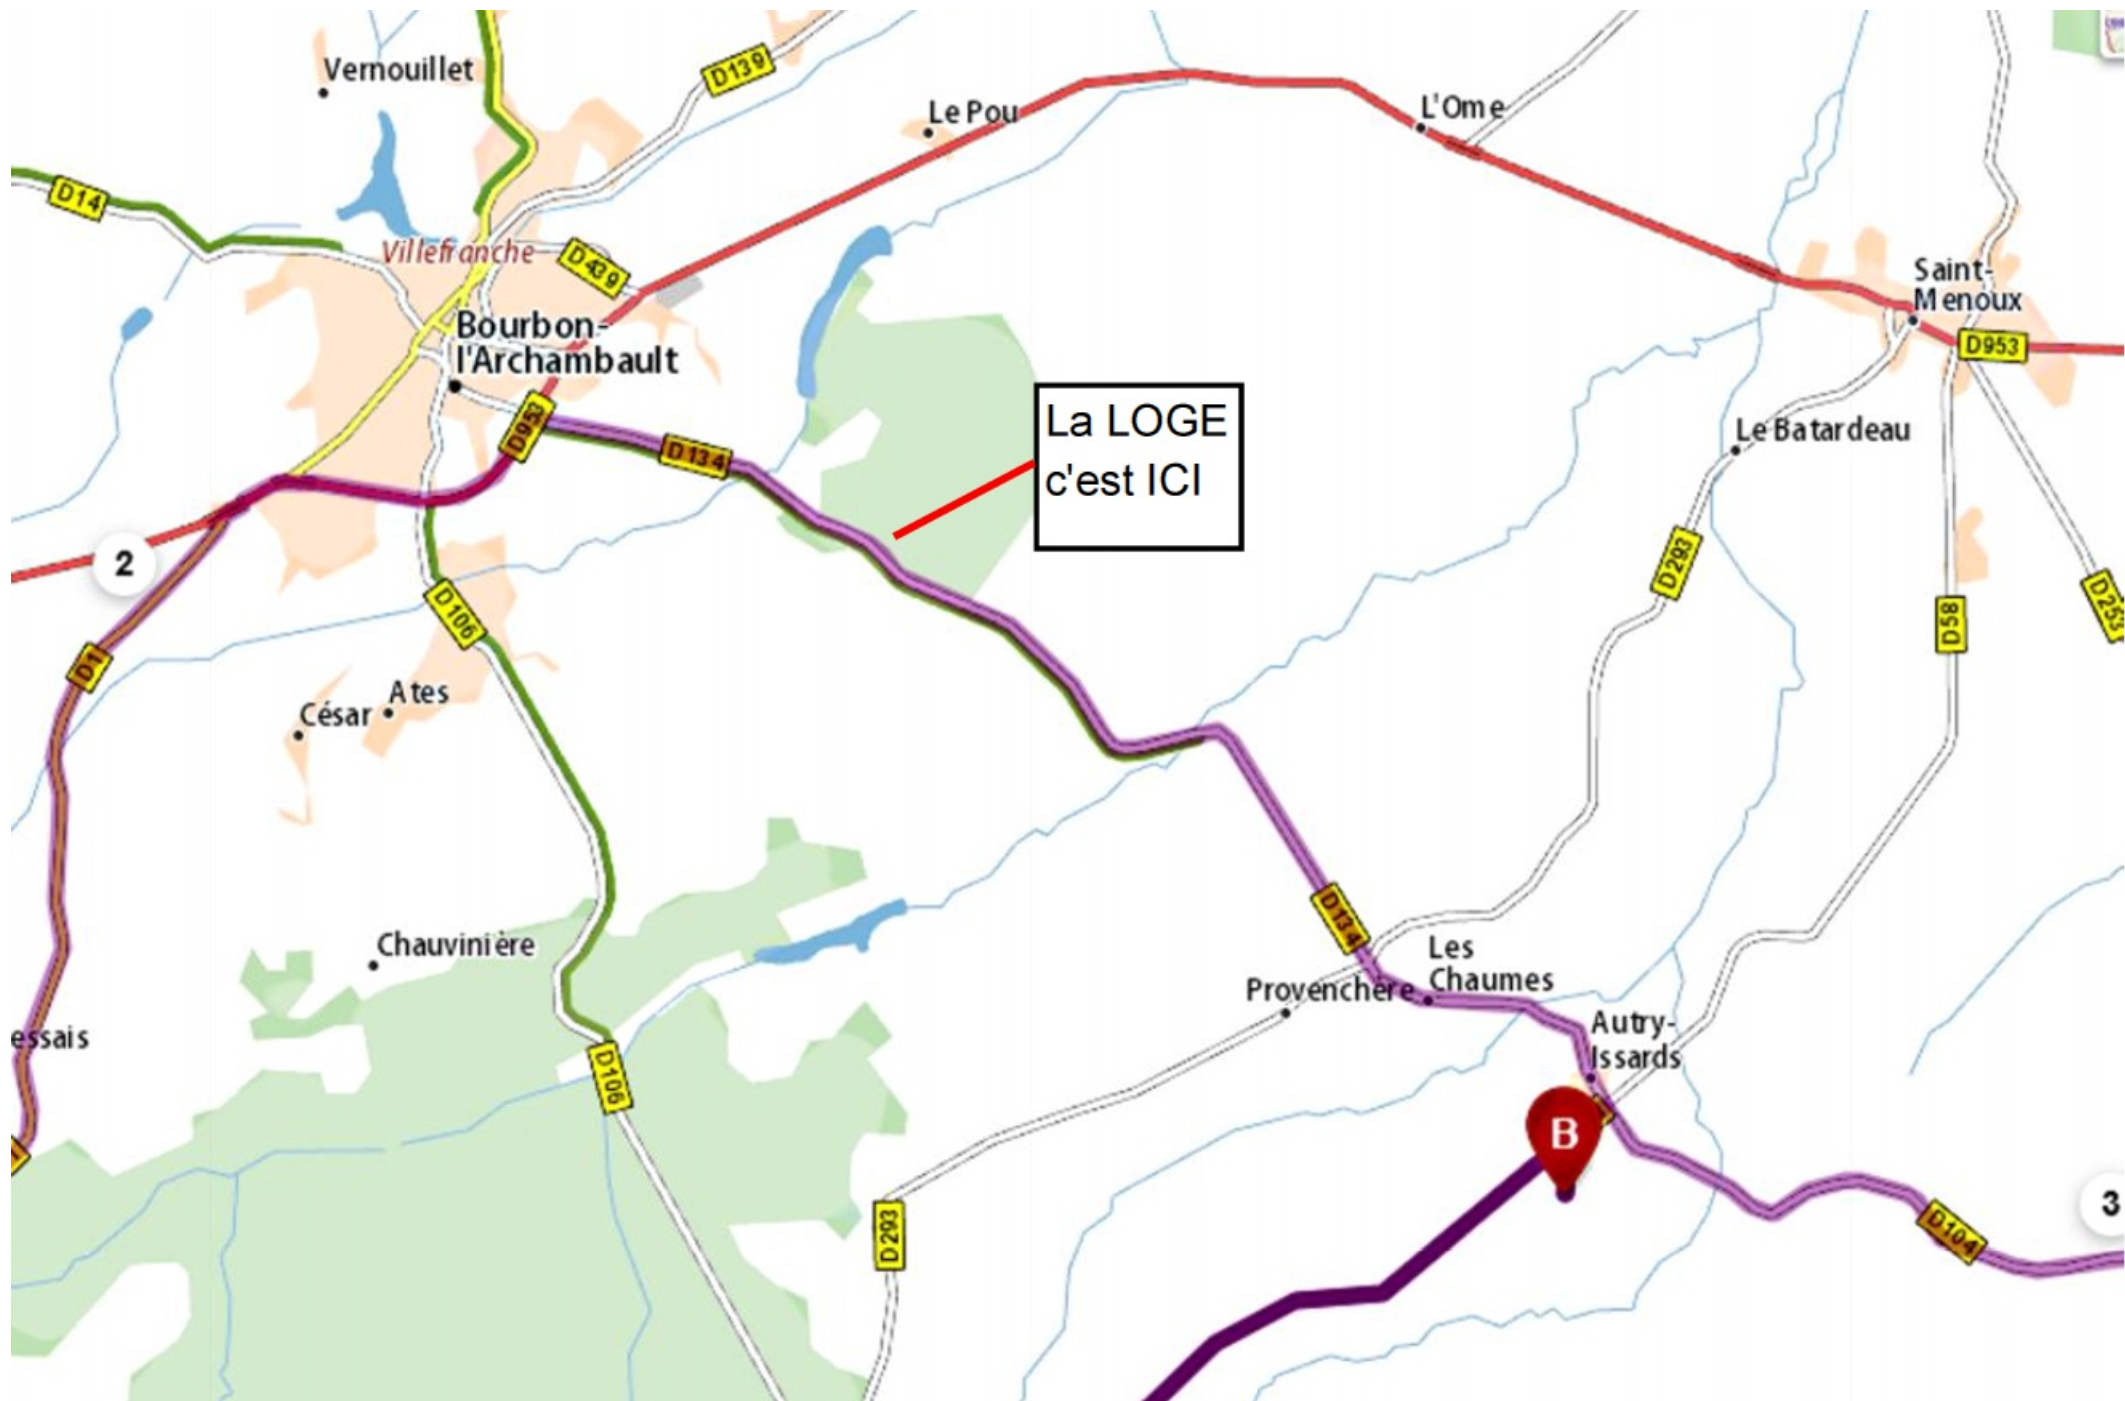 Vernouillet
D139
Le Pou
L'Ome
D14
Villefranche
D439
Saint-
Menoux
D953
Bourbon-
l'Archambault
La LOGE
c'est ICI
D953
D134
Le Batardeau
2
D293
D58
D253
D106
D1
Ates
César
D134
Chauvinière
Les
Chaumes
Provenchère
essais
Autry-
Issards
D106
B
3
D293
D104